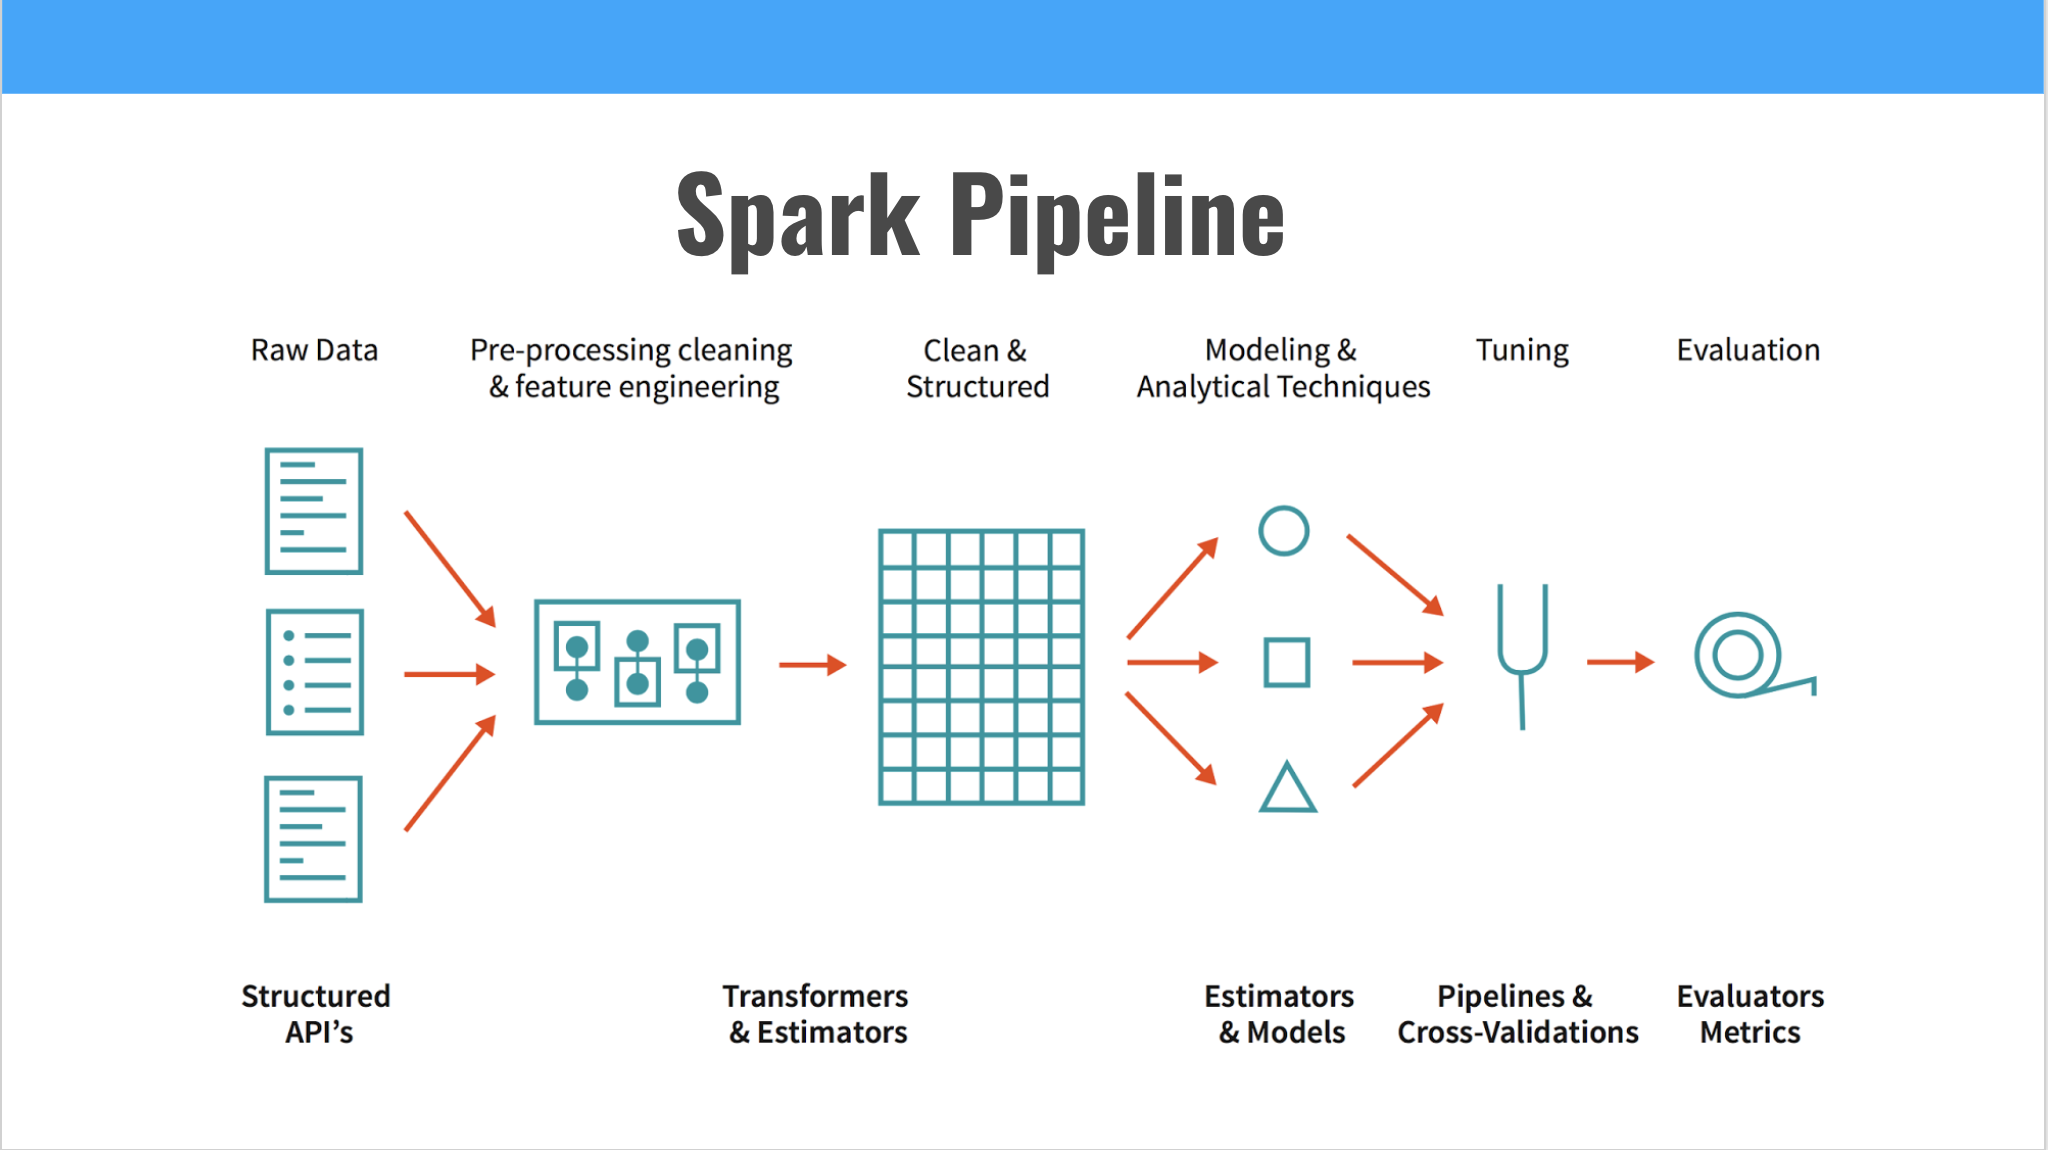 Spark Pipeline
Raw Data
Pre-processing cleaning
& feature engineering
Clean &
Structured
Modeling &
Analytical Techniques
Tuning
Evaluation
Structured
API’s
Transformers
& Estimators
Estimators
& Models
Pipelines &
Cross-Validations
Evaluators
Metrics